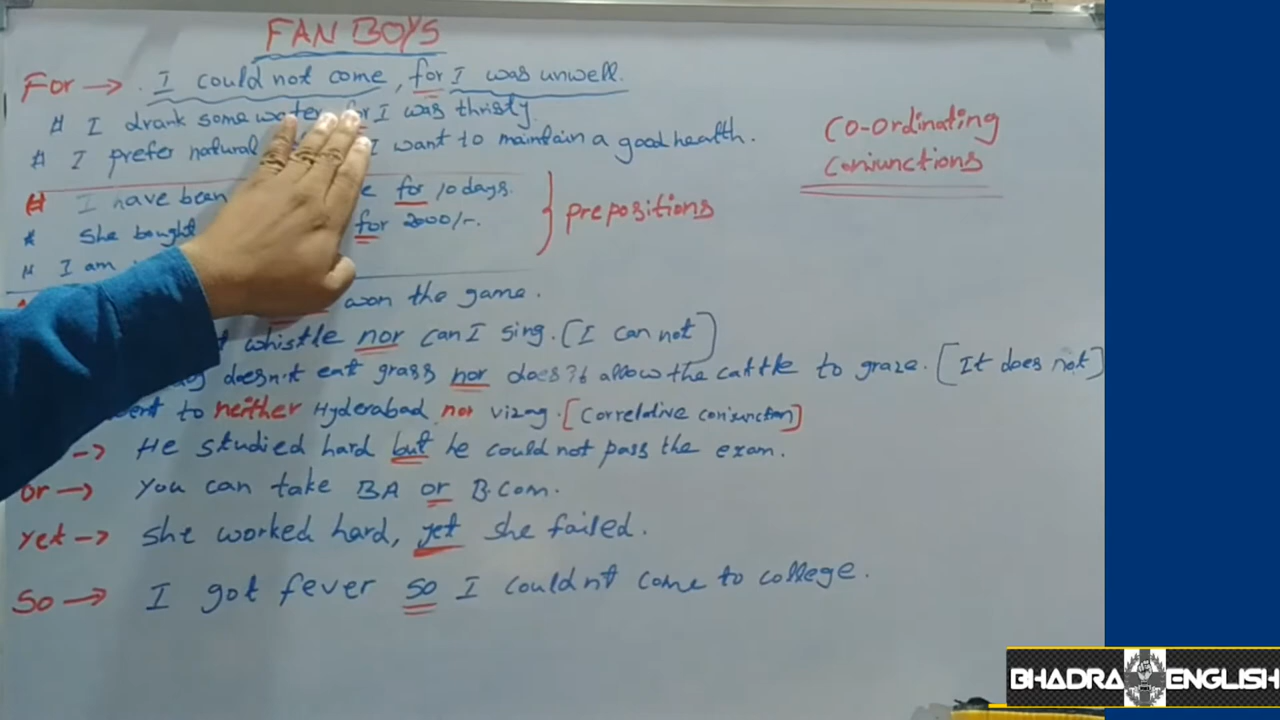 FAN BOYS
For → I could not come, for I was unwell.
# I drank some water for I was thristy.
# I prefer natural I want to maintain a good health.
Co-ordinating
conjunctions
# I have been for 10 days.
* She bought for 2000/-.
prepositions
# I am
won the game.
whistle nor can I sing. [I can not]
doesn't eat grass nor does it allow the cattle to graze. [It does not]
to neither Hyderabad nor vizag. [Correlative conjunction]
→ He studied hard but he could not pass the exam.
or → You can take BA or B.Com.
Yet → she worked hard, yet she failed.
So → I got fever so I couldn't come to college.
BHADRA ENGLISH